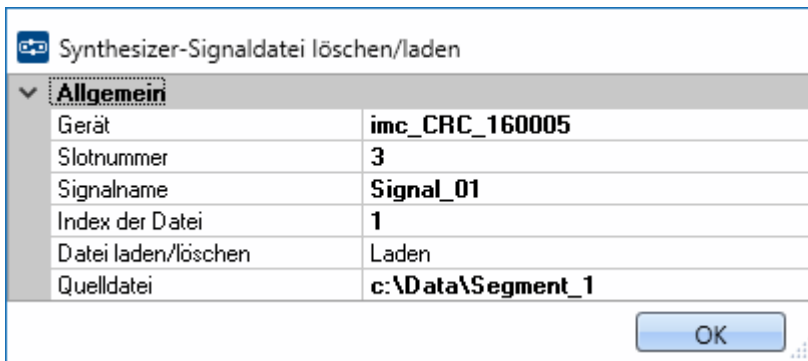 Synthesizer-Signaldatei löschen/laden
Allgemein
Gerät imc_CRC_160005
Slotnummer 3
Signalname Signal_01
Index der Datei 1
Datei laden/löschen Laden
Quelldatei c:\Data\Segment_1
OK